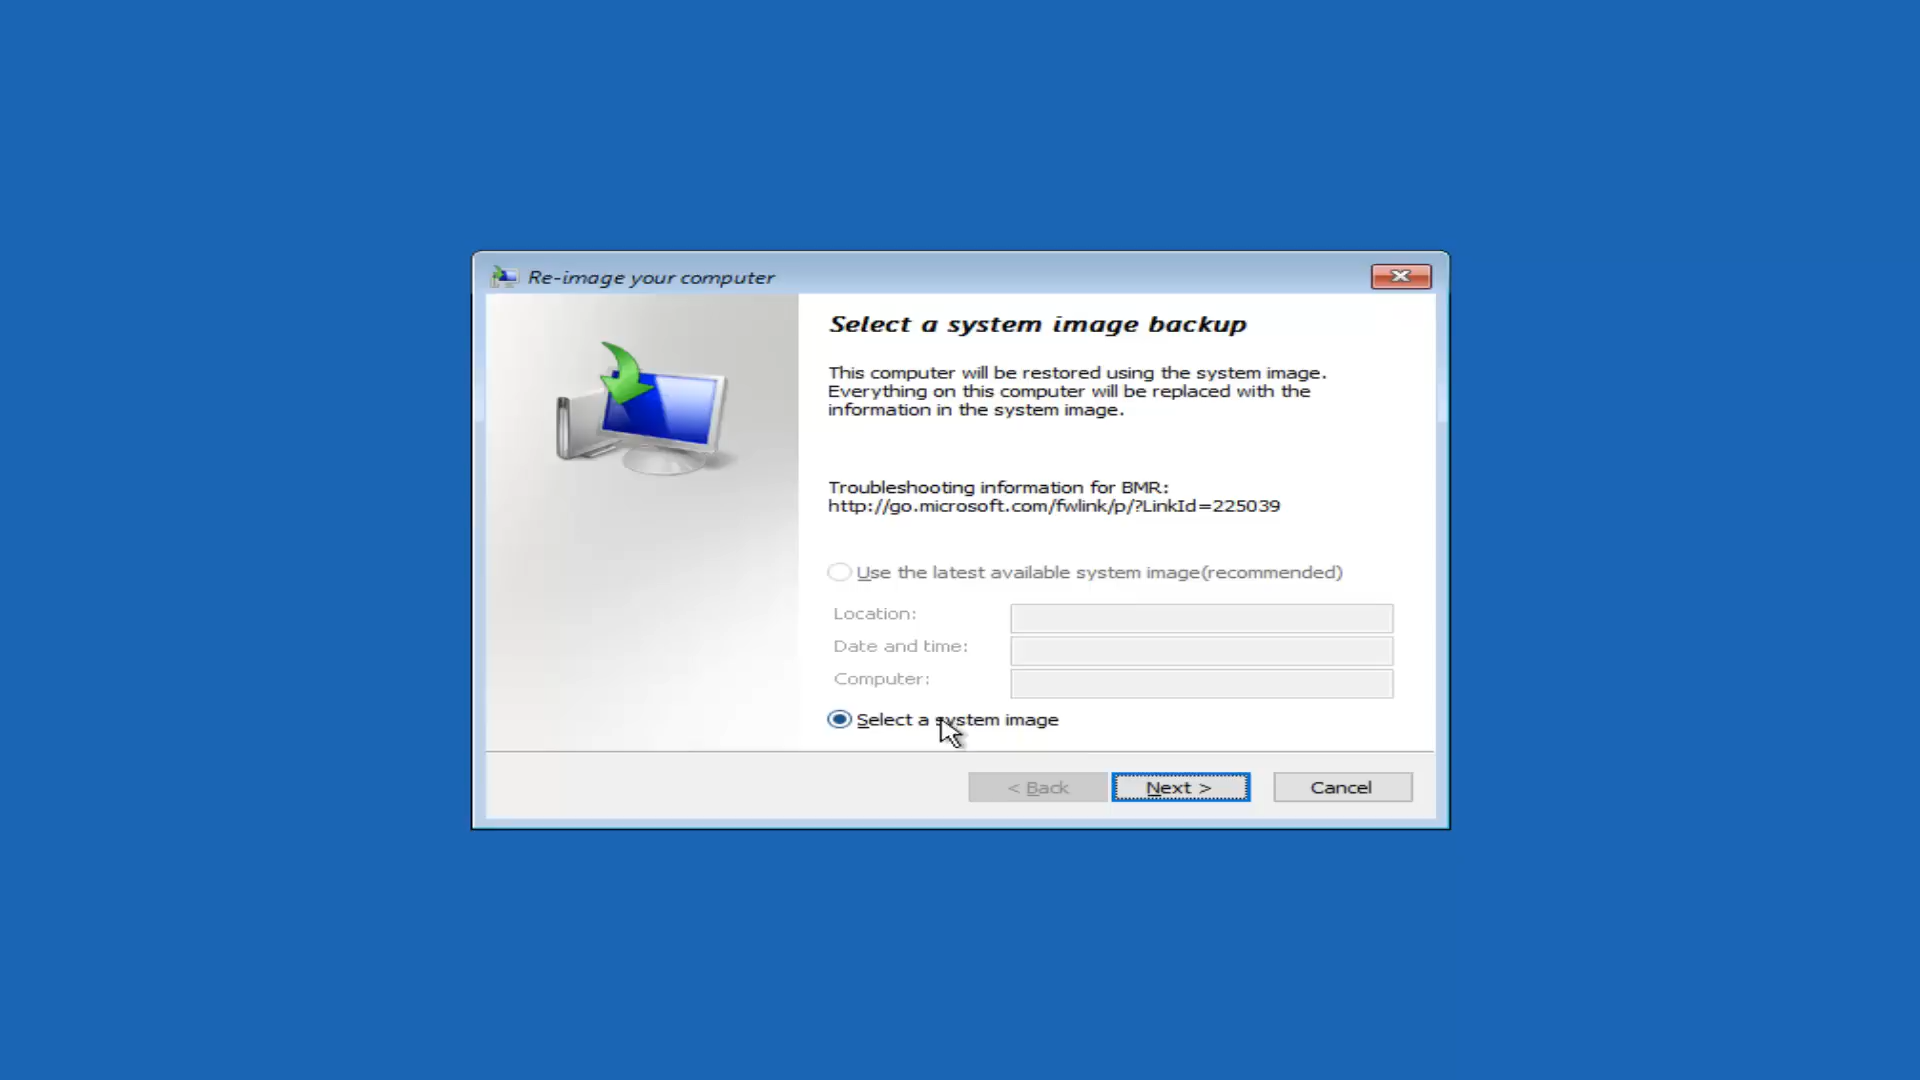 Re-image your computer
Select a system image backup
This computer will be restored using the system image.
Everything on this computer will be replaced with the
information in the system image.
Troubleshooting information for BMR:
http://go.microsoft.com/fwlink/p/?LinkId=225039
Use the latest available system image(recommended)
Location:
Date and time:
Computer:
Select a system image
< Back
Next >
Cancel